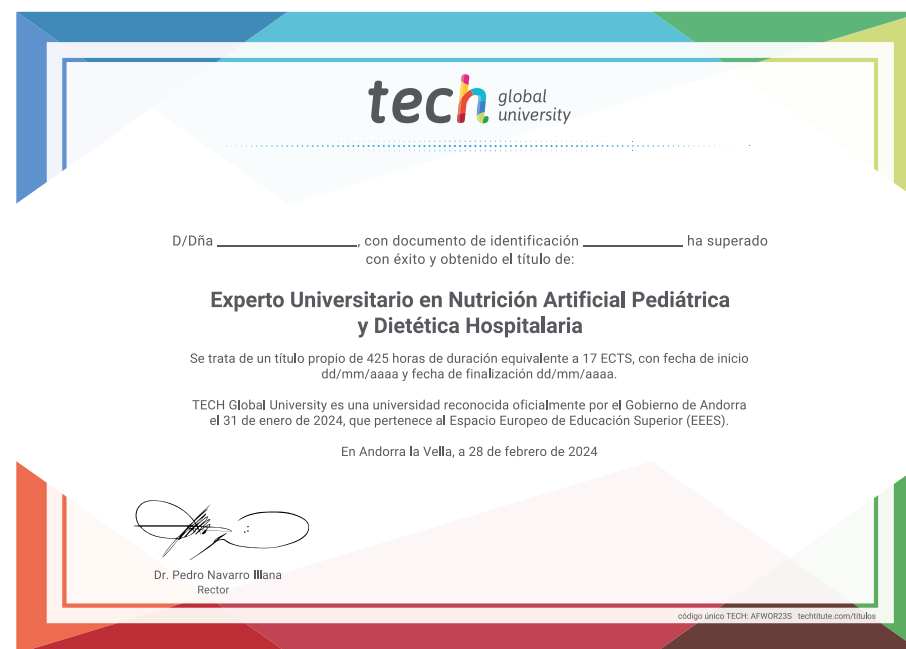 tech global university
D/Dña ____________, con documento de identificación ____________ ha superado
con éxito y obtenido el título de:
Experto Universitario en Nutrición Artificial Pediátrica
y Dietética Hospitalaria
Se trata de un título propio de 425 horas de duración equivalente a 17 ECTS, con fecha de inicio
dd/mm/aaaa y fecha de finalización dd/mm/aaaa.
TECH Global University es una universidad reconocida oficialmente por el Gobierno de Andorra
el 31 de enero de 2024, que pertenece al Espacio Europeo de Educación Superior (EEES).
En Andorra la Vella, a 28 de febrero de 2024
Dr. Pedro Navarro Illana
Rector
código único TECH: AFWOR23S techtitute.com/titulos